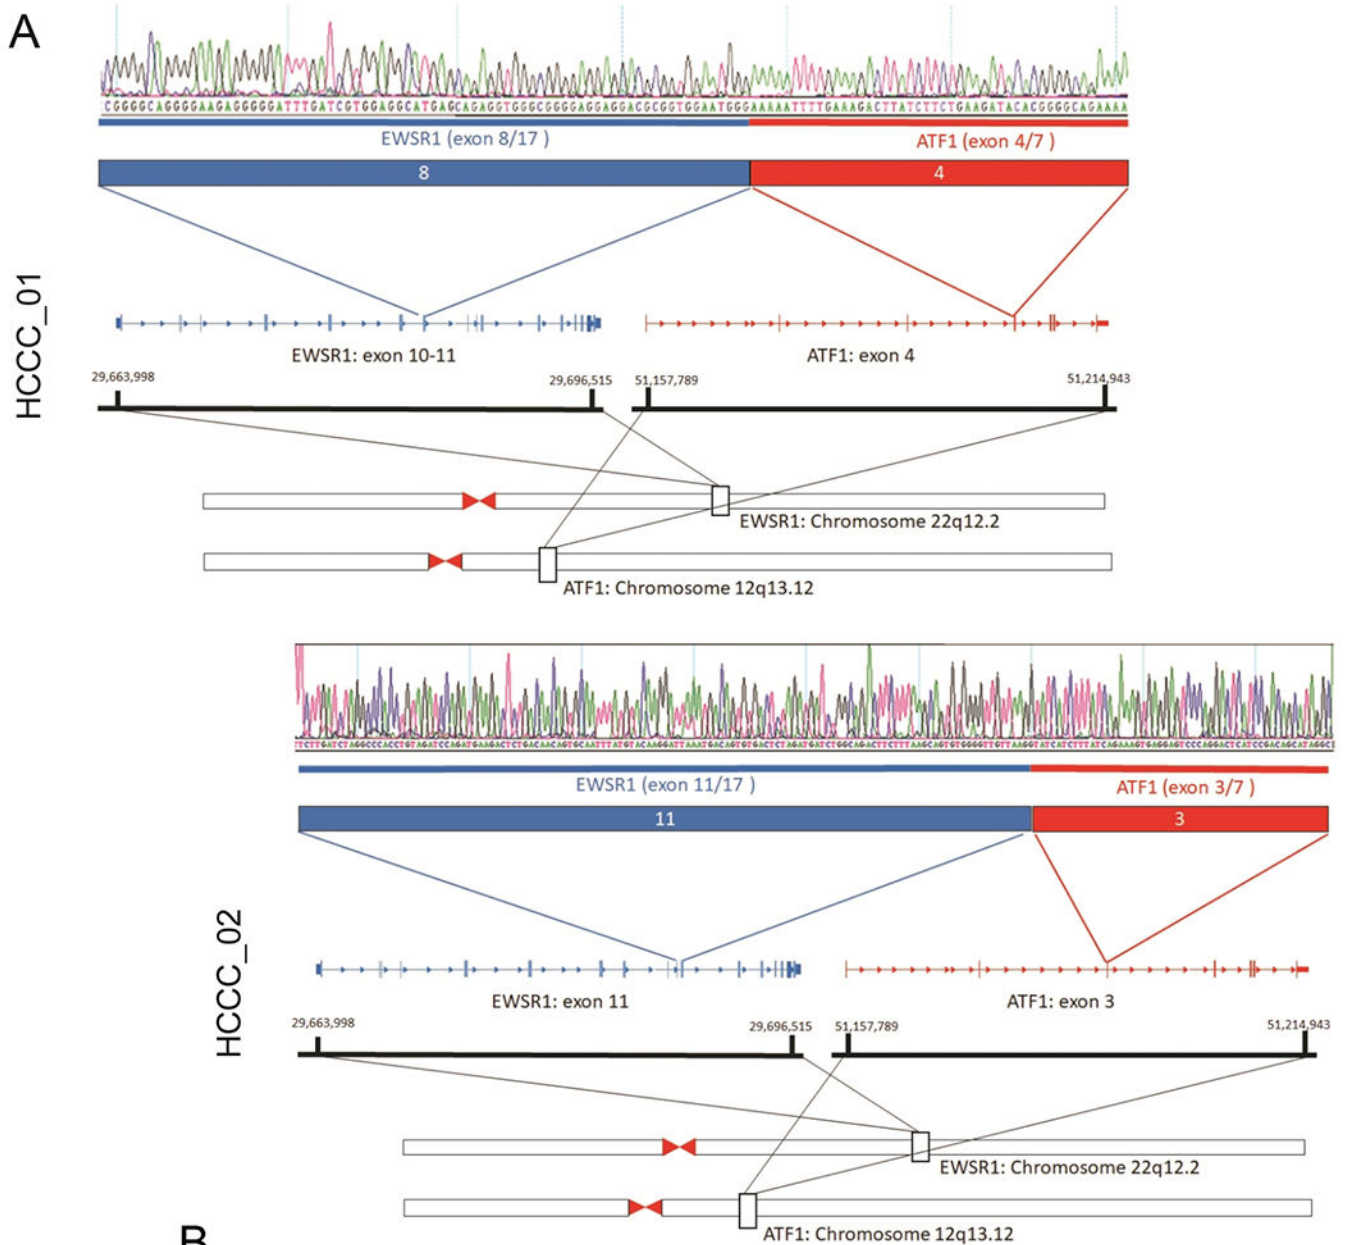 A
CGGGGCAGGGGAAGAGGGGGATTTGATCGTGGAGGCATGAGCAGAGGTGGGCGGGGAGGAGGACGCGGTGGAATGGGAAAAATTTTGAAAGACTTATCTTCTGAAGATACACGGGGCAGAAAA
EWSR1 (exon 8/17 )
ATF1 (exon 4/7 )
8
4
HCCC_01
EWSR1: exon 10-11
ATF1: exon 4
29,663,998
29,696,515
51,157,789
51,214,943
EWSR1: Chromosome 22q12.2
ATF1: Chromosome 12q13.12
EWSR1 (exon 11/17 )
ATF1 (exon 3/7 )
11
3
HCCC_02
EWSR1: exon 11
ATF1: exon 3
29,663,998
29,696,515
51,157,789
51,214,943
EWSR1: Chromosome 22q12.2
ATF1: Chromosome 12q13.12
B